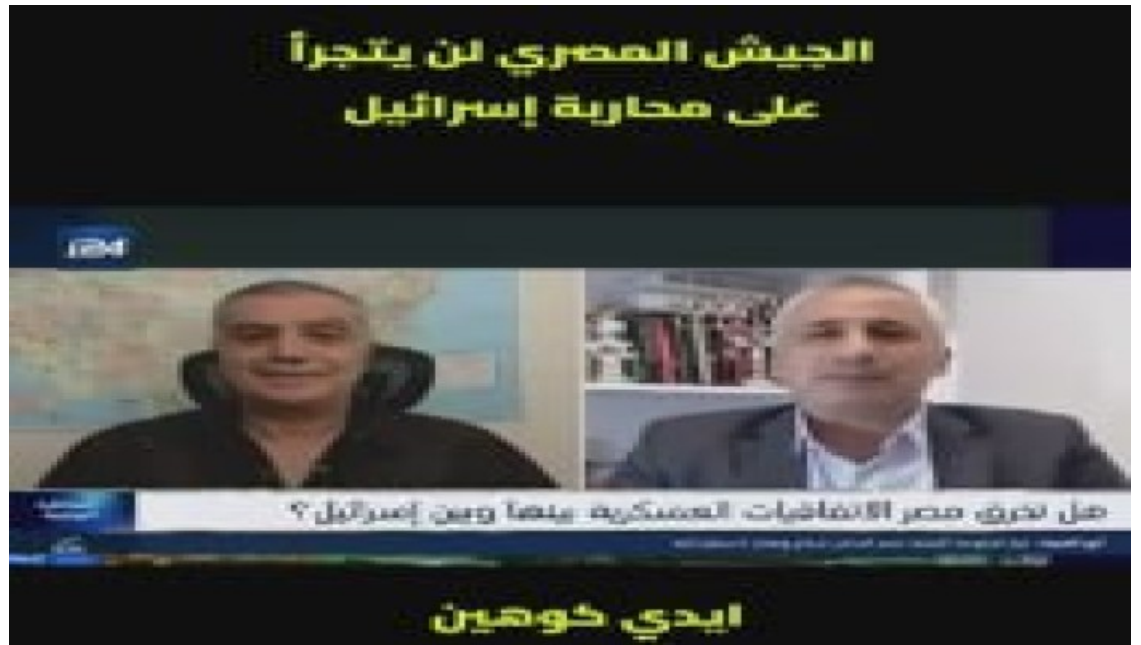 الجيش المصري لن يتجرأ
على محاربة إسرائيل
i24
هل تخرق مصر الاتفاقيات العسكرية بينها وبين إسرائيل؟
ايدي كوهين